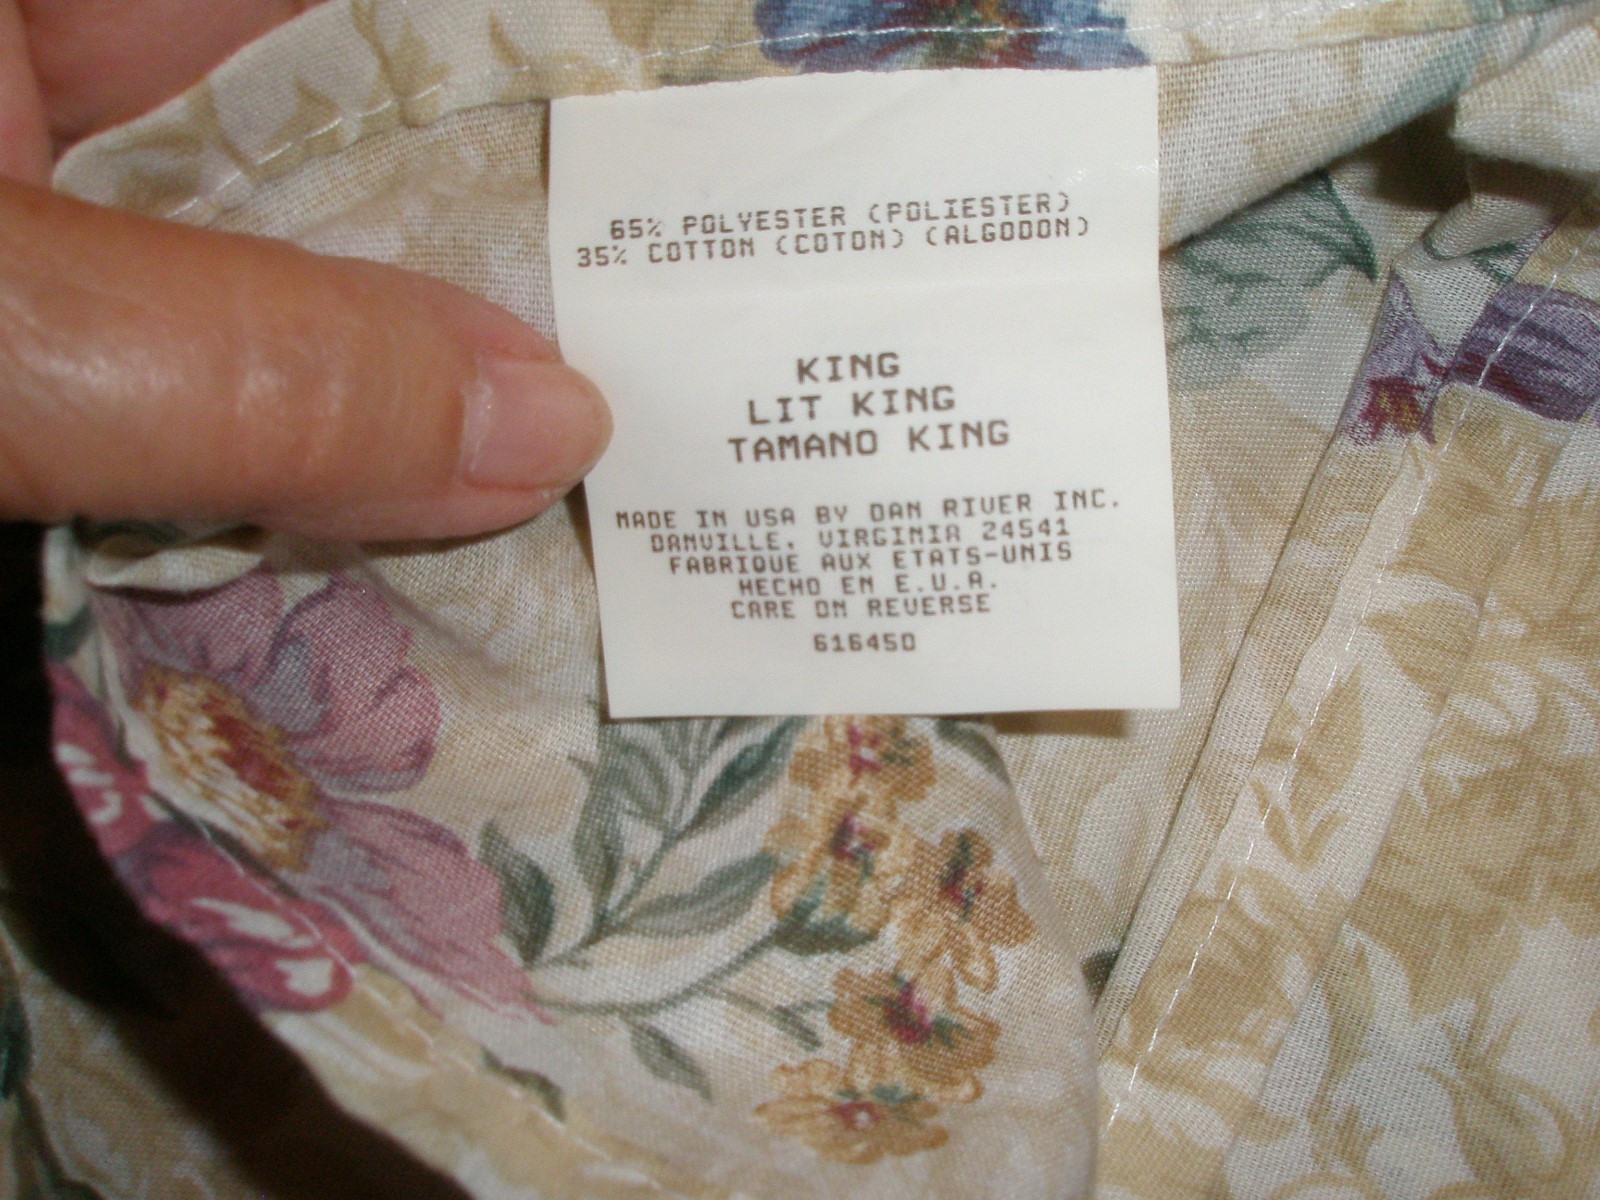 65% POLYESTER (POLIESTER)
35% COTTON (COTON) (ALGODON)
KING
LIT KING
TAMANO KING
MADE IN USA BY DAN RIVER INC.
DANVILLE, VIRGINIA 24541
FABRIQUE AUX ETATS-UNIS
HECHO EN E.U.A.
CARE ON REVERSE
616450